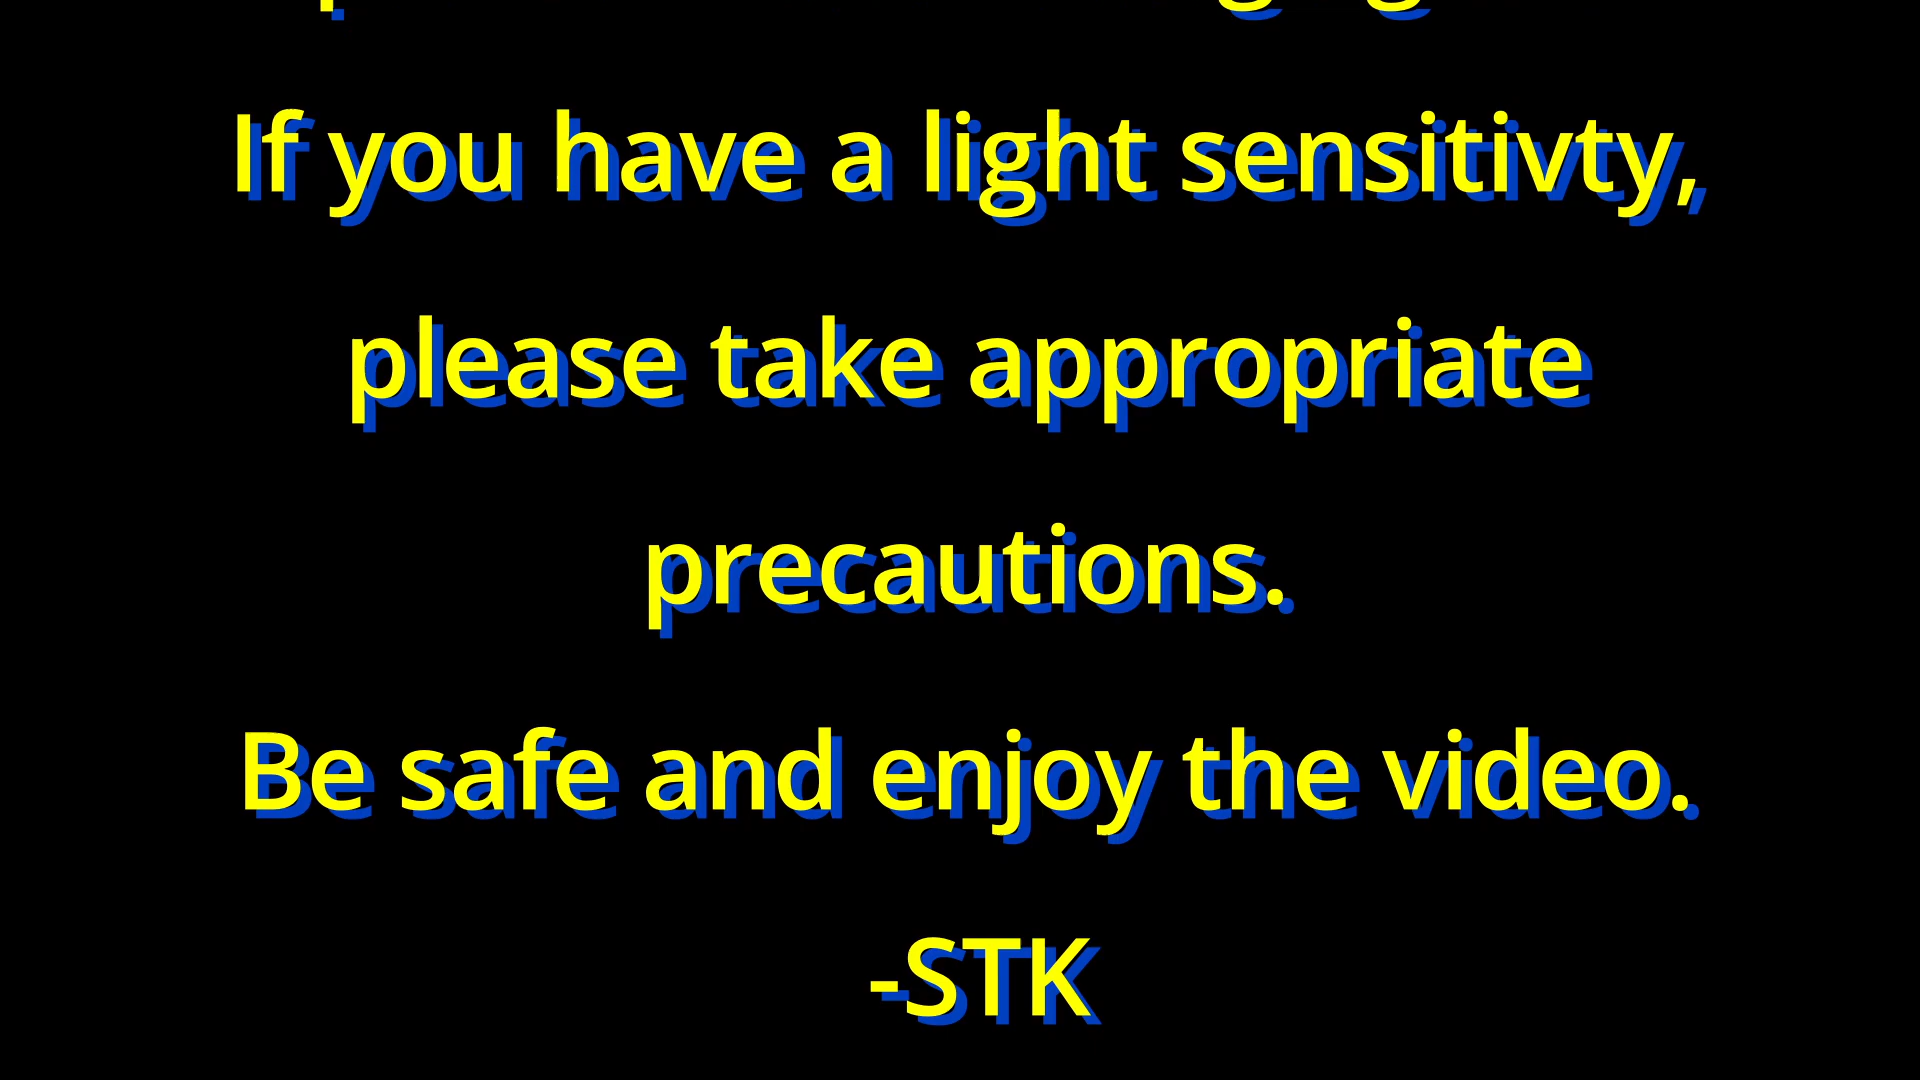 If you have a light sensitivty,
please take appropriate
precautions.
Be safe and enjoy the video.
-STK